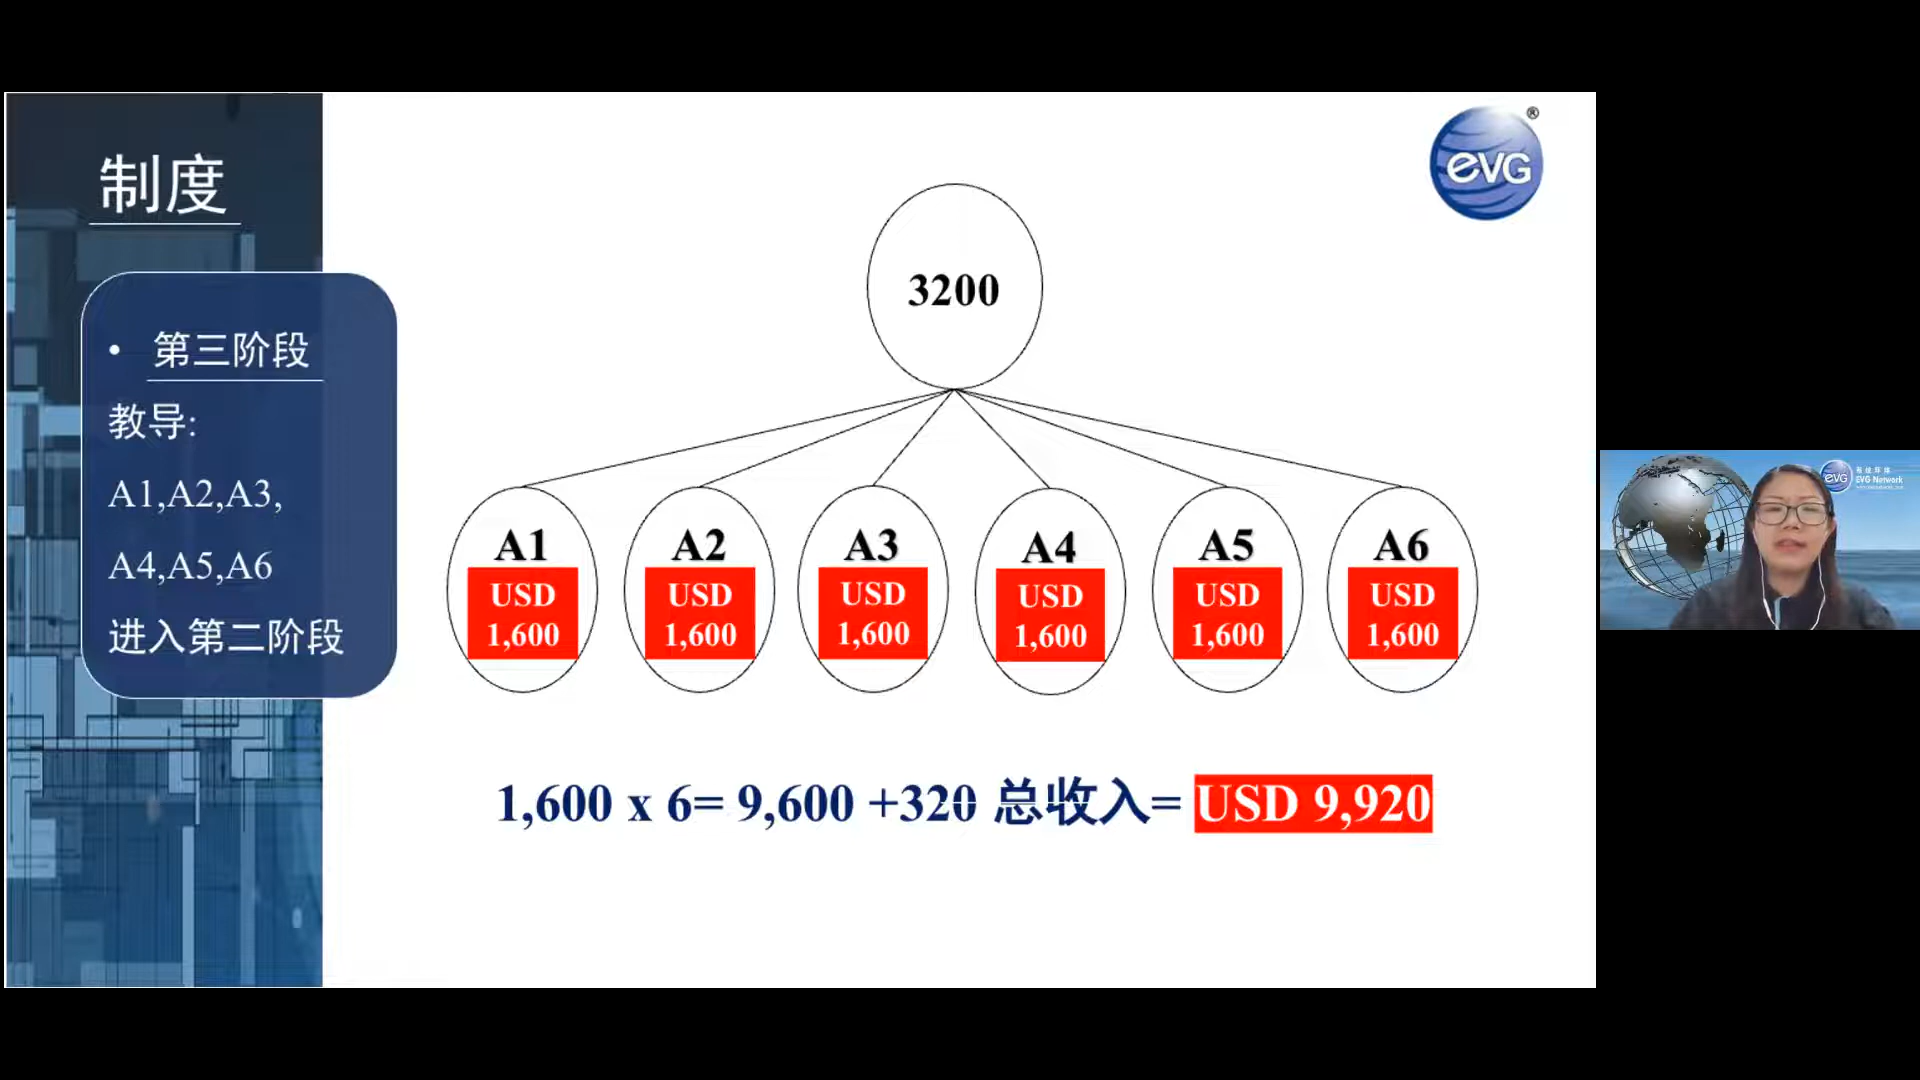 制度
• 第三阶段
教导:
A1,A2,A3,
A4,A5,A6
进入第二阶段
evG
®
3200
A1
USD
1,600
A2
USD
1,600
A3
USD
1,600
A4
USD
1,600
A5
USD
1,600
A6
USD
1,600
1,600 x 6= 9,600 +320 总收入= USD 9,920
evG
EVG Network